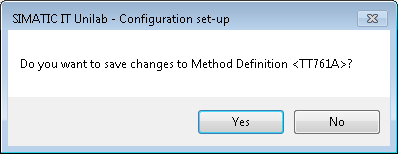 SIMATIC IT Unilab - Configuration set-up
Do you want to save changes to Method Definition <TT761A>?
Yes
No